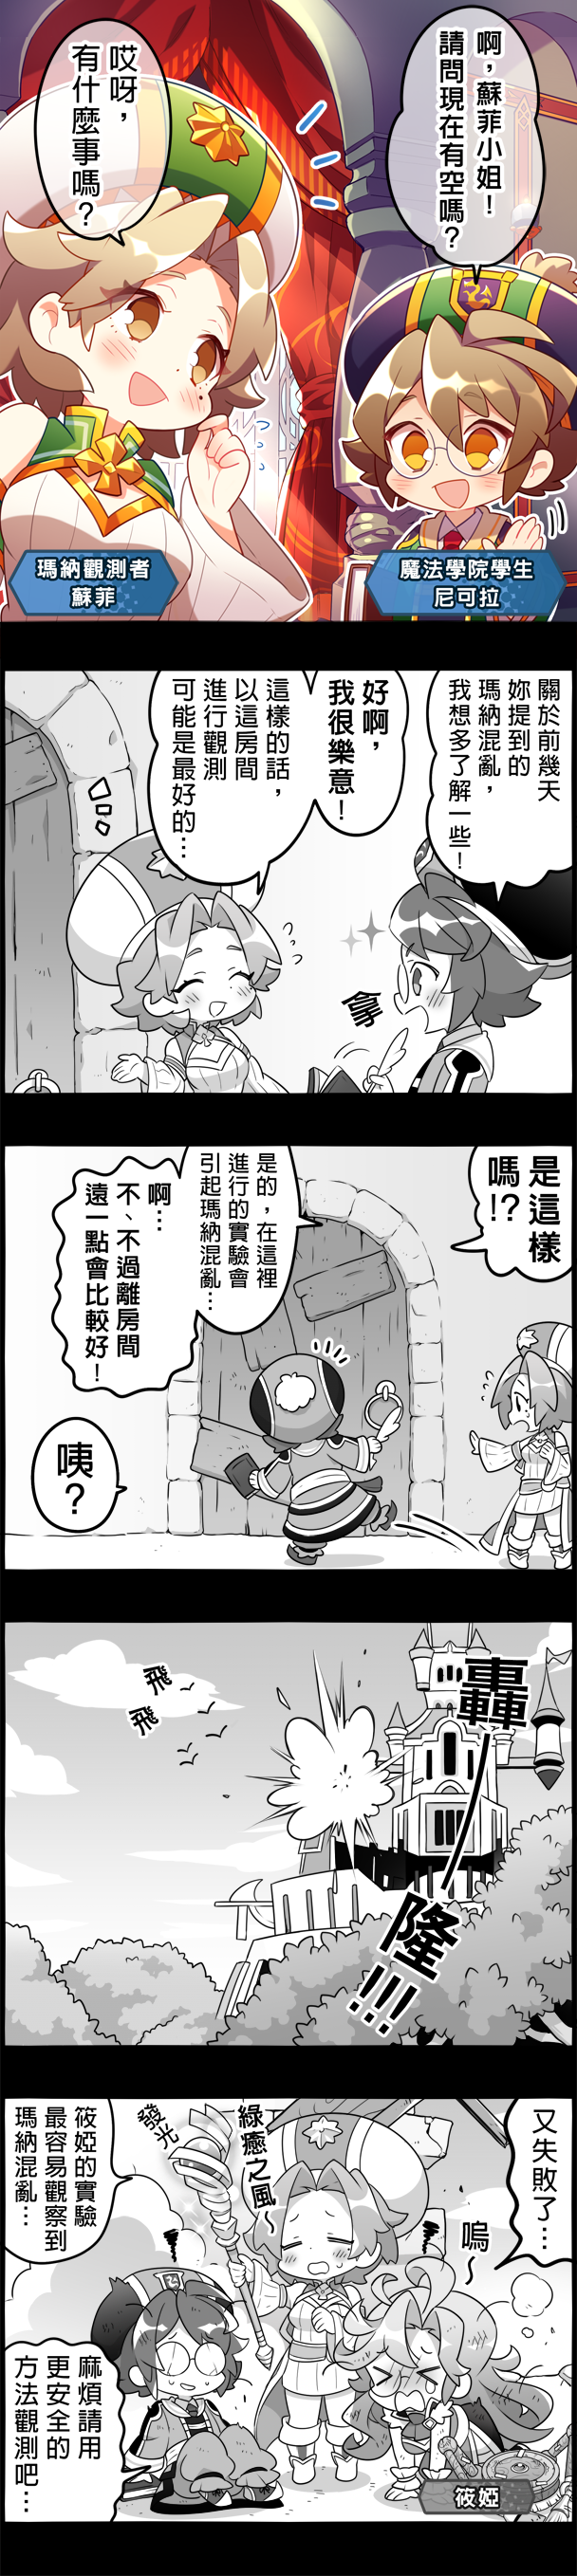 啊，蘇菲小姐！
請問現在有空嗎？
哎呀，
有什麼事嗎？
魔法學院學生
尼可拉
瑪納觀測者
蘇菲
關於前幾天
妳提到的
瑪納混亂，
我想多了解一些！
好啊，
我很樂意！
這樣的話，
以這房間
進行觀測
可能是最好的…
拿
是這樣
嗎!?
是的，在這裡
進行的實驗會
引起瑪納混亂…
啊…
不、不過離房間
遠一點會比較好！
咦？
轟——隆!!!
飛
飛
又失敗了…
嗚～
綠癒之風～
發光
筱婭的實驗
最容易觀察到
瑪納混亂…
麻煩請用
更安全的
方法觀測吧…
筱婭